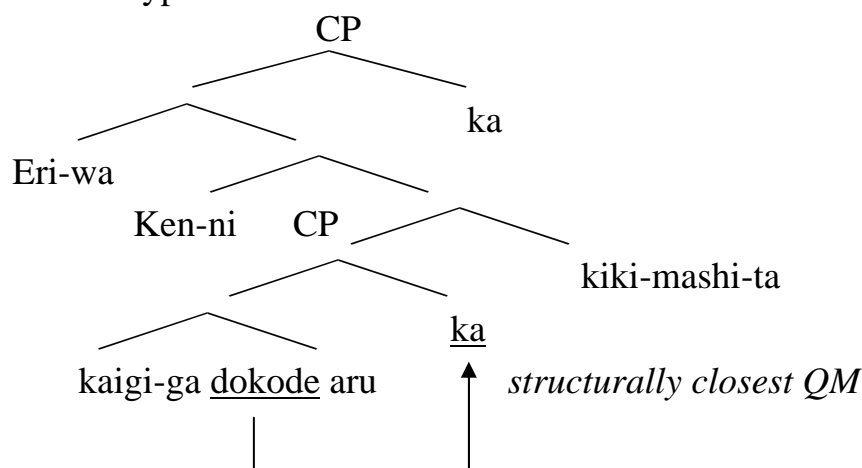 CP
ka
Eri-wa
Ken-ni CP
kiki-mashi-ta
ka
kaigi-ga dokode aru structurally closest QM